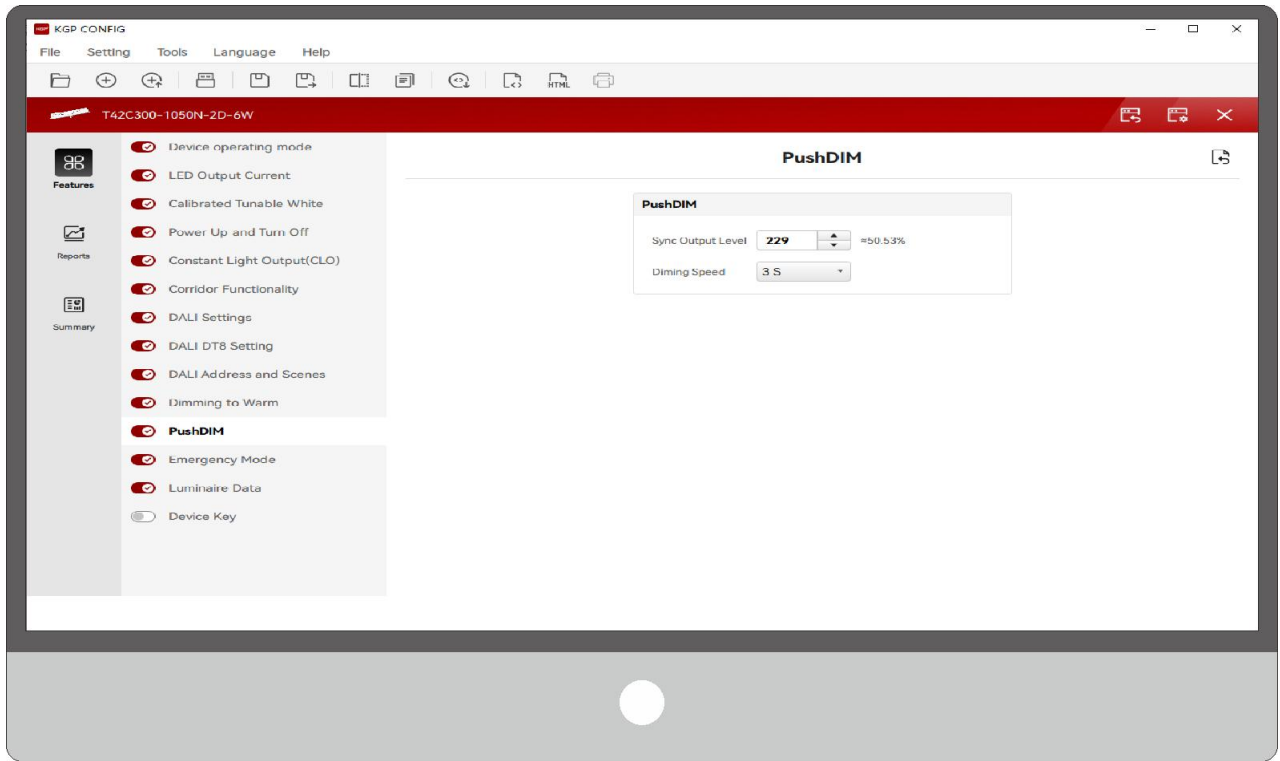 KGP KGP CONFIG
File Setting Tools Language Help
HTML
T42C300-1050N-2D-6W
Features
Reports
Summary
Device operating mode
LED Output Current
Calibrated Tunable White
Power Up and Turn Off
Constant Light Output(CLO)
Corridor Functionality
DALI Settings
DALI DT8 Setting
DALI Address and Scenes
Dimming to Warm
PushDIM
Emergency Mode
Luminaire Data
Device Key
PushDIM
PushDIM
Sync Output Level 229 ≈50.53%
Diming Speed 3 S